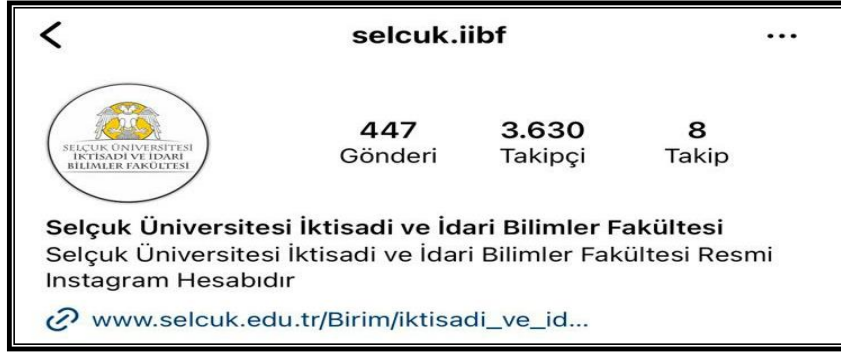 selcuk.iibf
SELÇUK ÜNİVERSİTESİ
İKTİSADİ VE İDARİ
BİLİMLER FAKÜLTESİ
447 3.630 8
Gönderi Takipçi Takip
Selçuk Üniversitesi İktisadi ve İdari Bilimler Fakültesi
Selçuk Üniversitesi İktisadi ve İdari Bilimler Fakültesi Resmi
Instagram Hesabıdır
www.selcuk.edu.tr/Birim/iktisadi_ve_id...